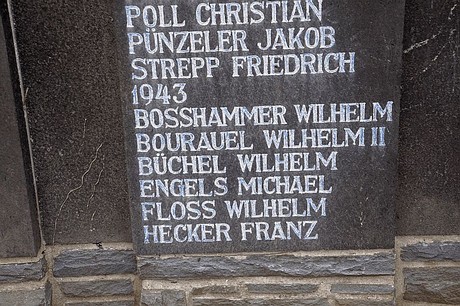 POLL CHRISTIAN
PÜNZELER JAKOB
STREPP FRIEDRICH
1943
BOSSHAMMER WILHELM
BOURAUEL WILHELM II
BÜCHEL WILHELM
ENGELS MICHAEL
FLOSS WILHELM
HECKER FRANZ